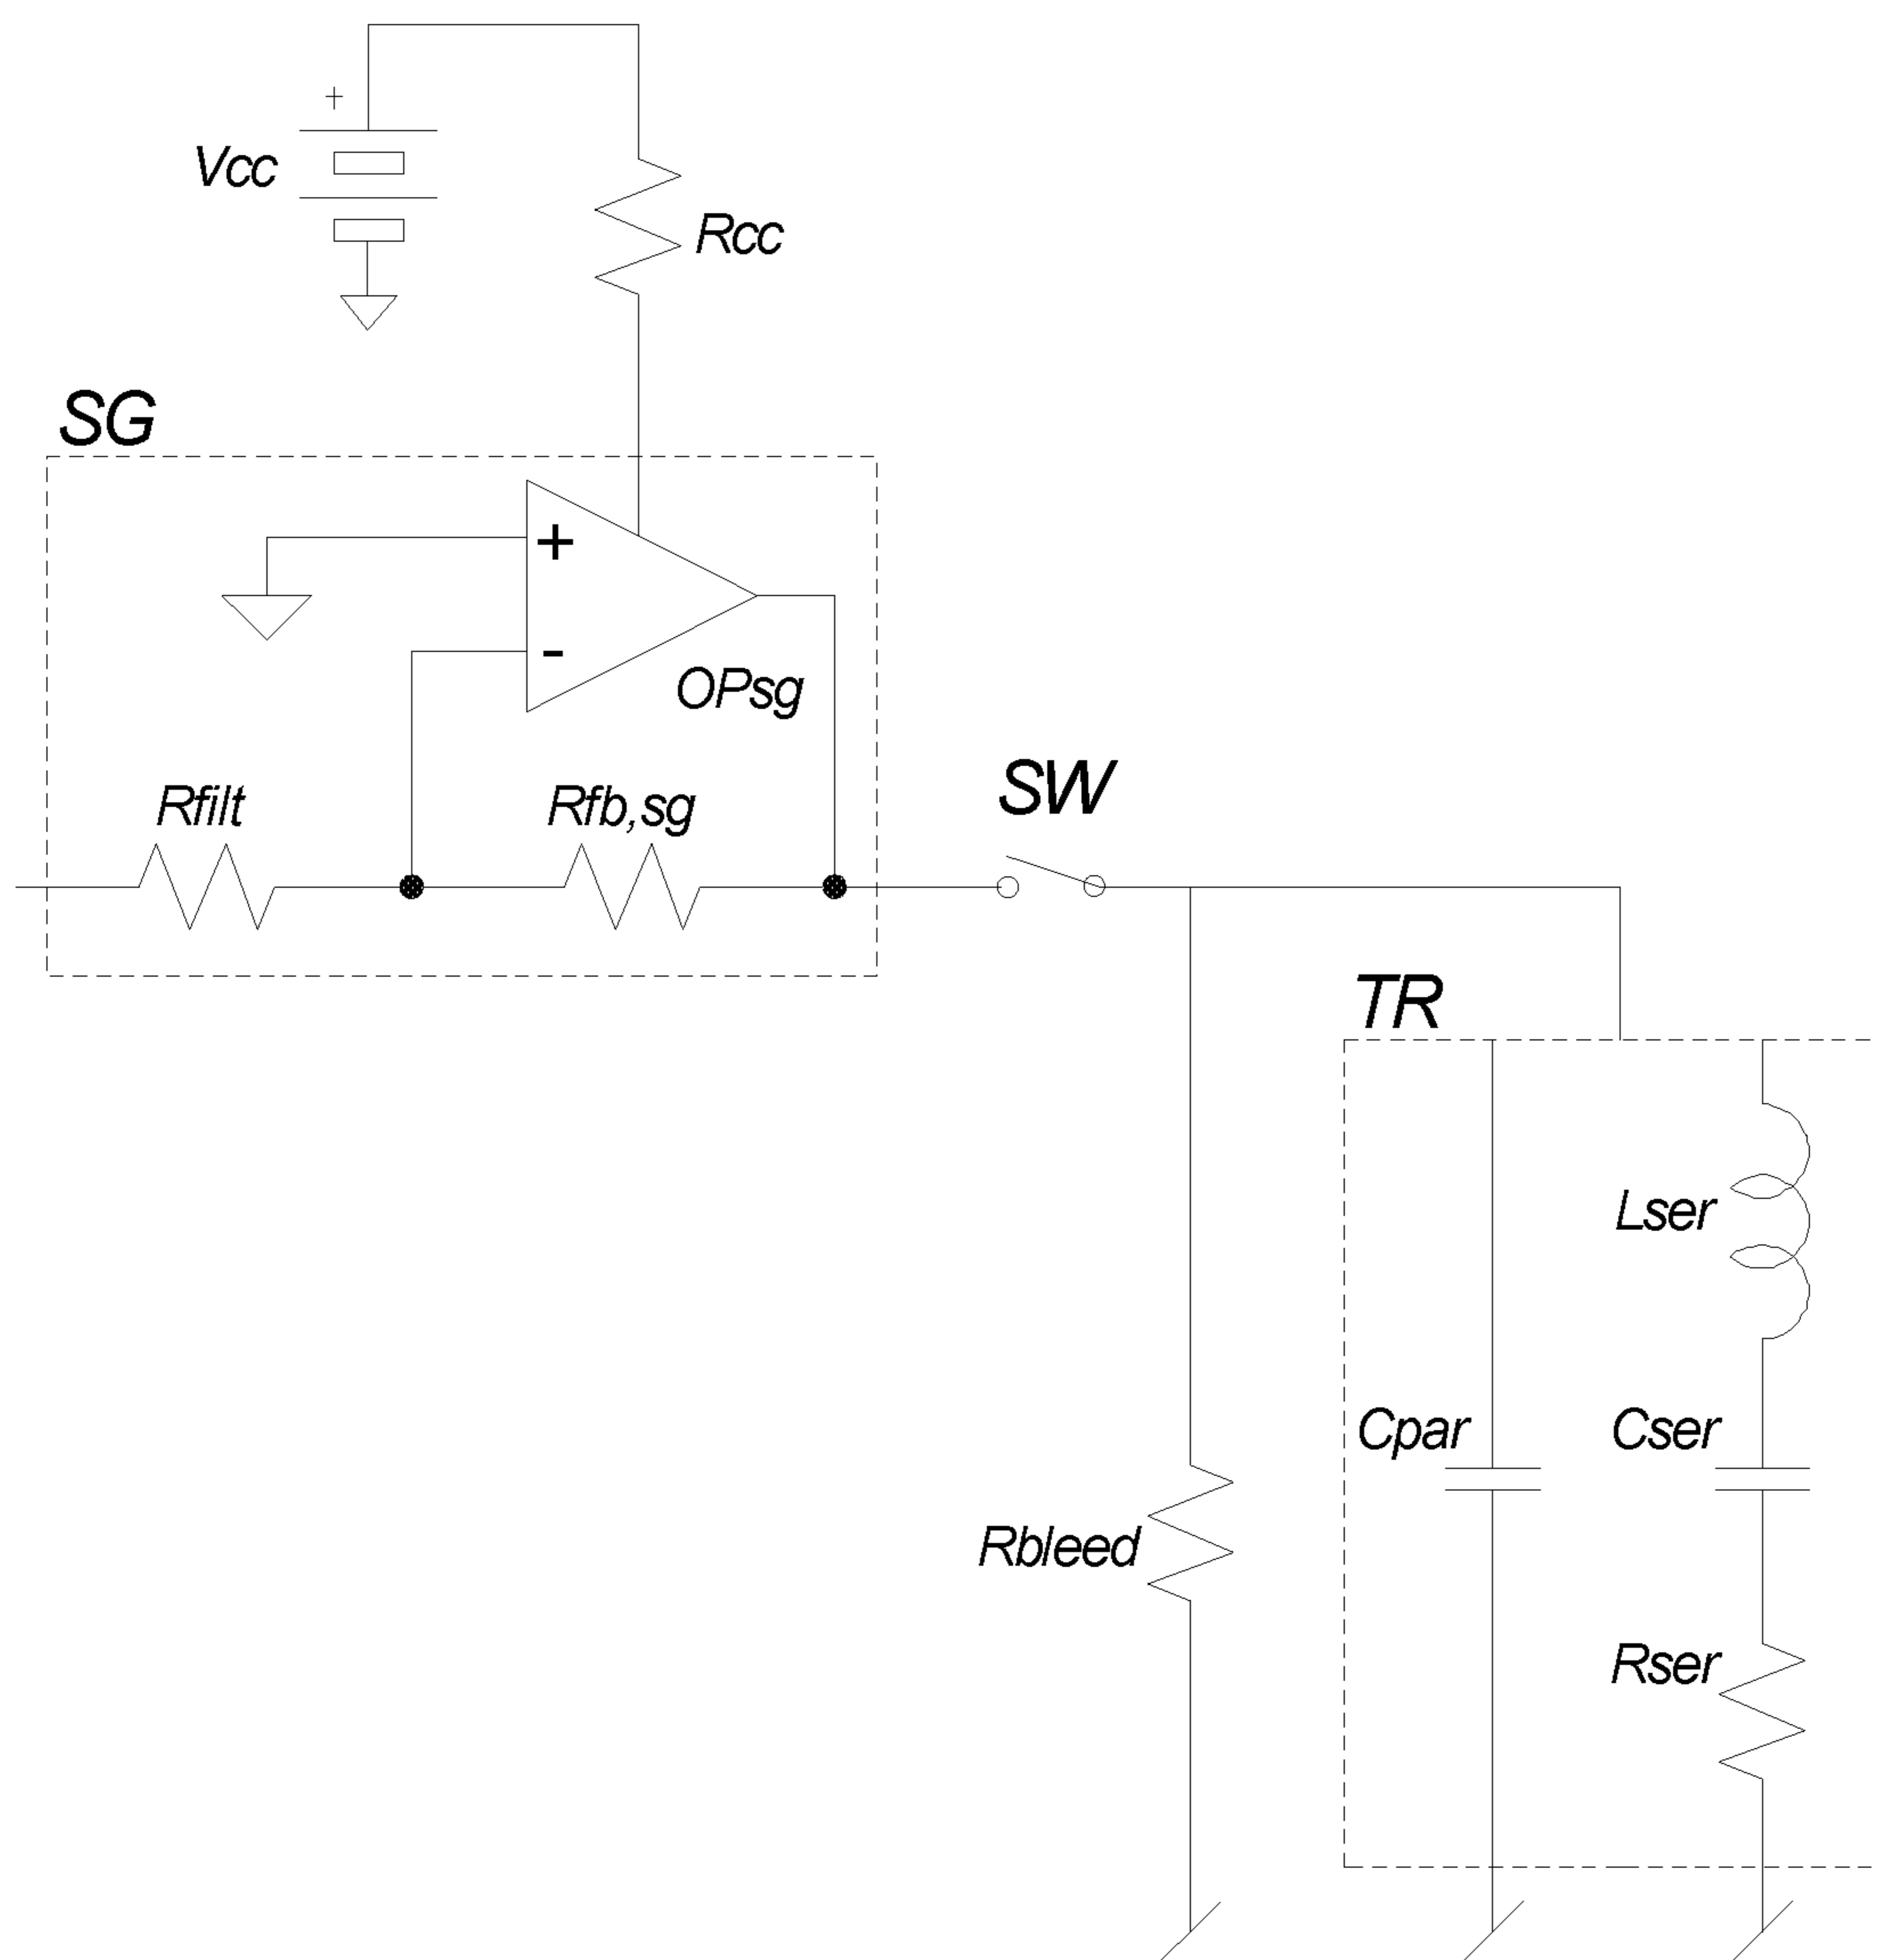 +
Vcc
Rcc
SG
+
-
OPsg
Rfilt
Rfb,sg
SW
TR
Lser
Cpar
Cser
Rbleed
Rser